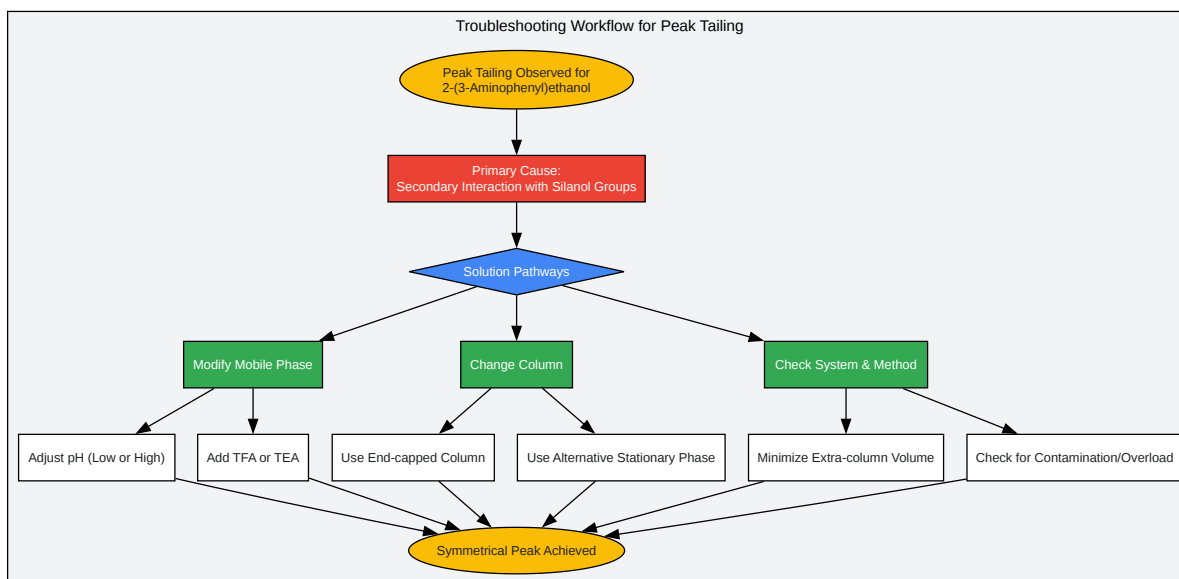 Troubleshooting Workflow for Peak Tailing
Peak Tailing Observed for
2-(3-Aminophenyl)ethanol
Primary Cause:
Secondary Interaction with Silanol Groups
Solution Pathways
Modify Mobile Phase
Change Column
Check System & Method
Adjust pH (Low or High)
Add TFA or TEA
Use End-capped Column
Use Alternative Stationary Phase
Minimize Extra-column Volume
Check for Contamination/Overload
Symmetrical Peak Achieved